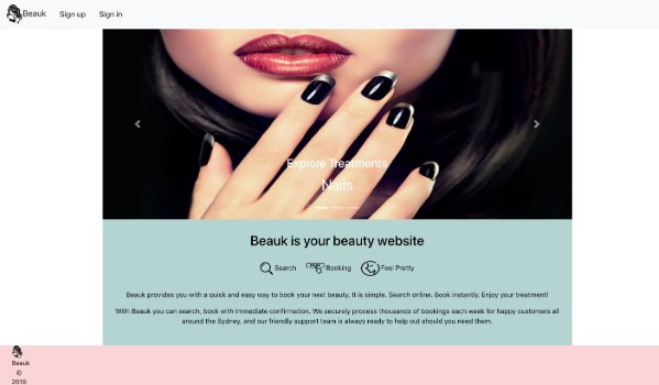 Beauk Sign up Sign in
Explore Treatments
Nails
Beauk is your beauty website
Search Booking Feel Pretty
Beauk provides you with a quick and easy way to book your next beauty. It is simple. Search online. Book instantly. Enjoy your treatment!
With Beauk you can search, book with immediate confirmation. We securely process thousands of bookings each week for happy customers all
around the Sydney, and our friendly support team is always ready to help out should you need them.
Beauk
©
2019